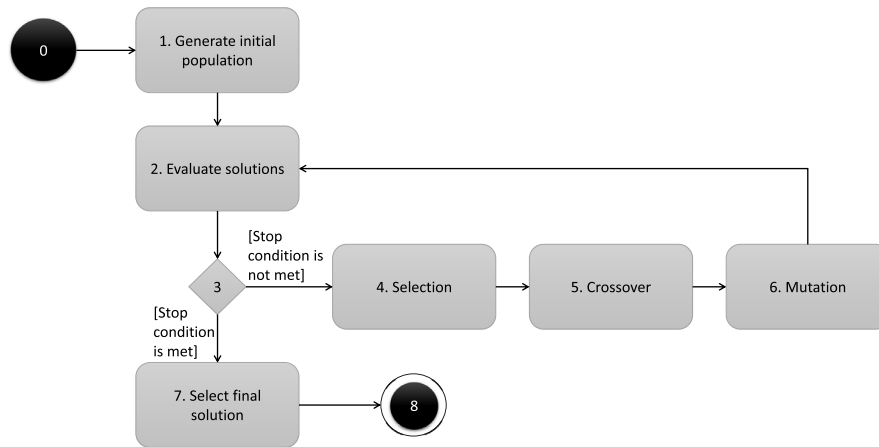 0
1. Generate initial
population
2. Evaluate solutions
[Stop
condition is
not met]
3
4. Selection
5. Crossover
6. Mutation
[Stop
condition
is met]
7. Select final
solution
8